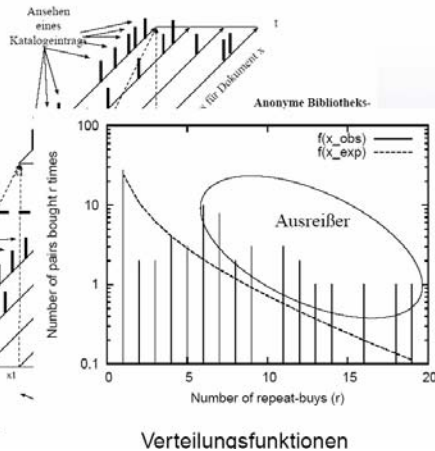 Ansehen
eines
Katalogeintrags
t
x für Dokument x
Anonyme Bibliotheks-
f(x_obs)
f(x_exp)
Ausreißer
100
10
1
0.1
0
5
10
15
20
Number of pairs bought r times
Number of repeat-buys (r)
x1
Verteilungsfunktionen